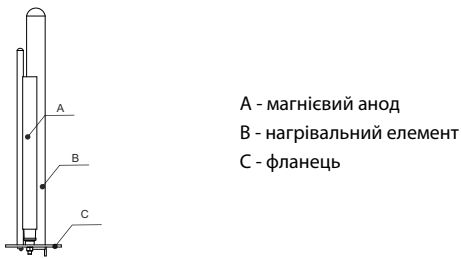 A
B
C
A - магнієвий анод
B - нагрівальний елемент
C - фланець